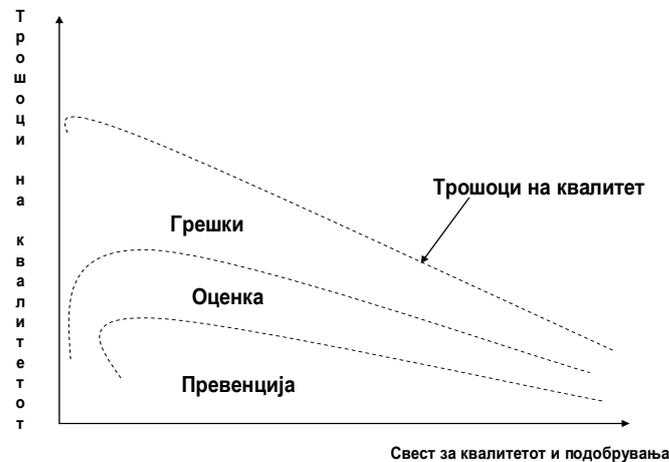 Трошоци на квалитетот
Трошоци на квалитет
Грешки
Оценка
Превенција
Свест за квалитетот и подобрувања